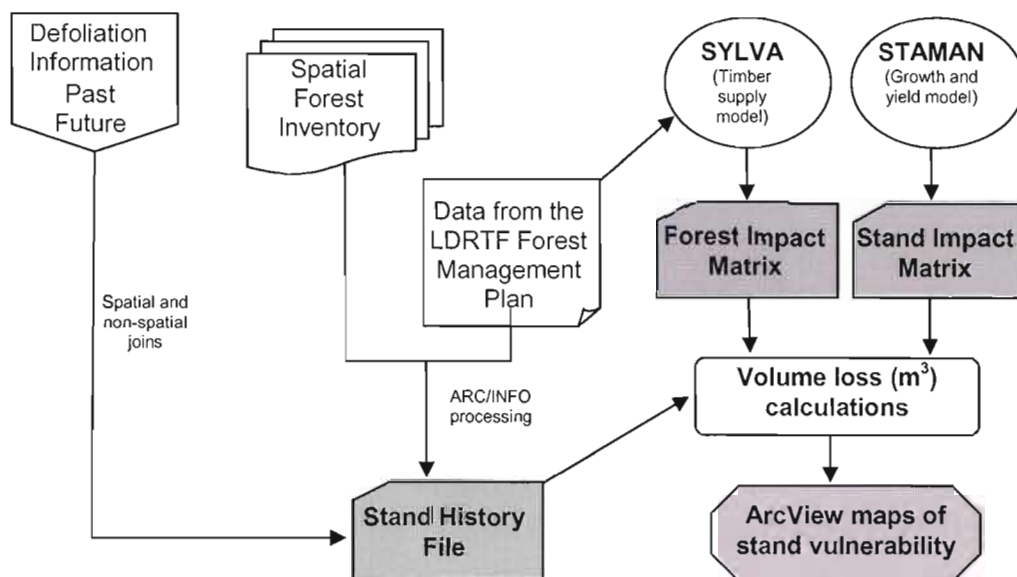 Defoliation
Information
Past
Future
Spatial
Forest
Inventory
SYLVA
(Timber
supply
model)
STAMAN
(Growth and
yield model)
Data from the
LDRTF Forest
Management
Plan
Forest Impact
Matrix
Stand Impact
Matrix
Spatial and
non-spatial
joins
ARC/INFO
processing
Volume loss (m³)
calculations
Stand History
File
ArcView maps of
stand vulnerability